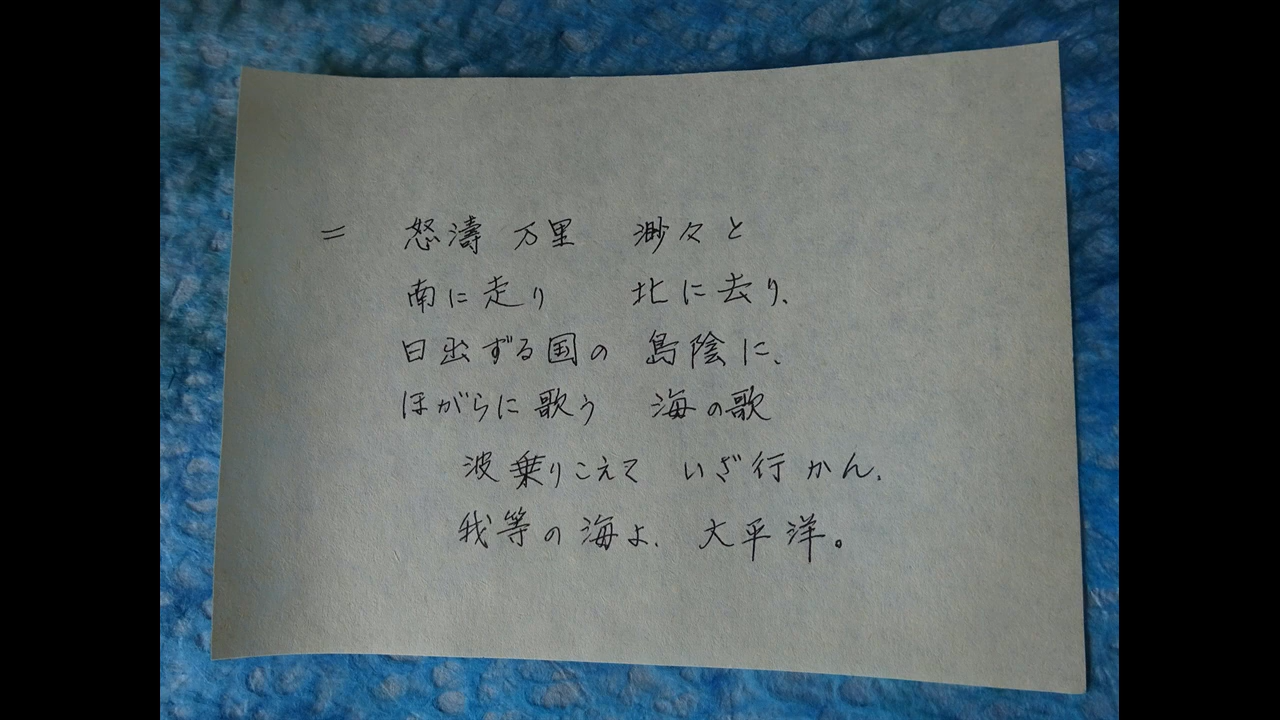 二 怒濤 万里 渺々と
南に走り 北に去り、
日出ずる国の 島陰に、
ほがらに歌う 海の歌
波乗りこえて いざ行かん、
我等の海よ、大平洋。